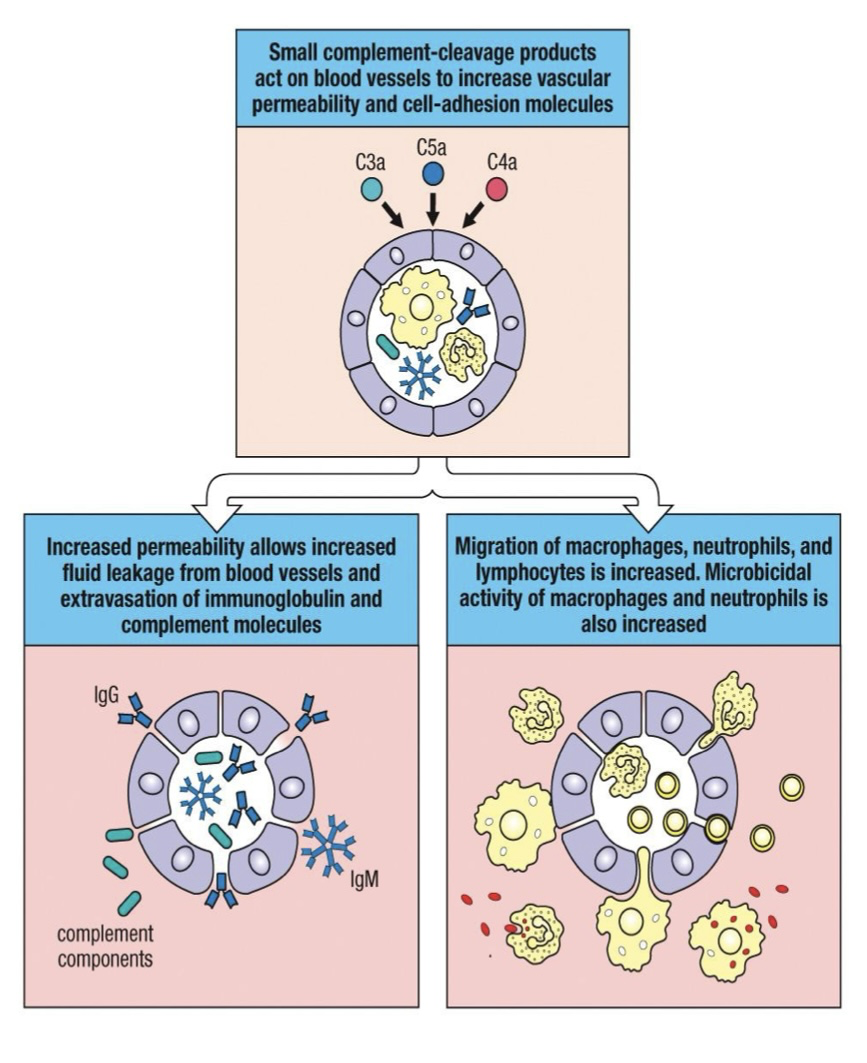 Small complement-cleavage products
act on blood vessels to increase vascular
permeability and cell-adhesion molecules
C3a
C5a
C4a
Increased permeability allows increased
fluid leakage from blood vessels and
extravasation of immunoglobulin and
complement molecules
IgG
IgM
complement
components
Migration of macrophages, neutrophils, and
lymphocytes is increased. Microbicidal
activity of macrophages and neutrophils is
also increased